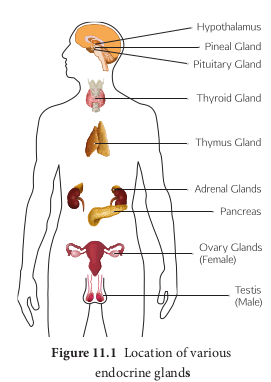 Hypothalamus
Pineal Gland
Pituitary Gland
Thyroid Gland
Thymus Gland
Adrenal Glands
Pancreas
Ovary Glands
(Female)
Testis
(Male)
Figure 11.1 Location of various
endocrine glands